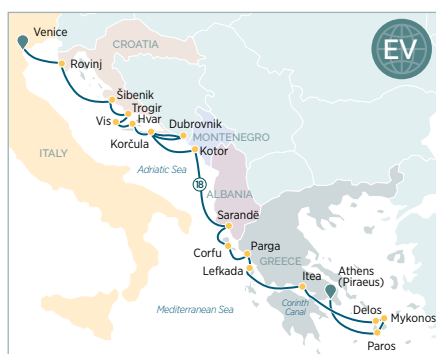 Venice
CROATIA
EV
Rovinj
Šibenik
Trogir
Vis
Hvar
Dubrovnik
MONTENEGRO
Korčula
Kotor
ITALY
Adriatic Sea
18
ALBANIA
Sarandë
Corfu
Parga
GREECE
Lefkada
Itea
Athens
(Piraeus)
Mediterranean Sea
Corinth
Canal
Delos
Mykonos
Paros